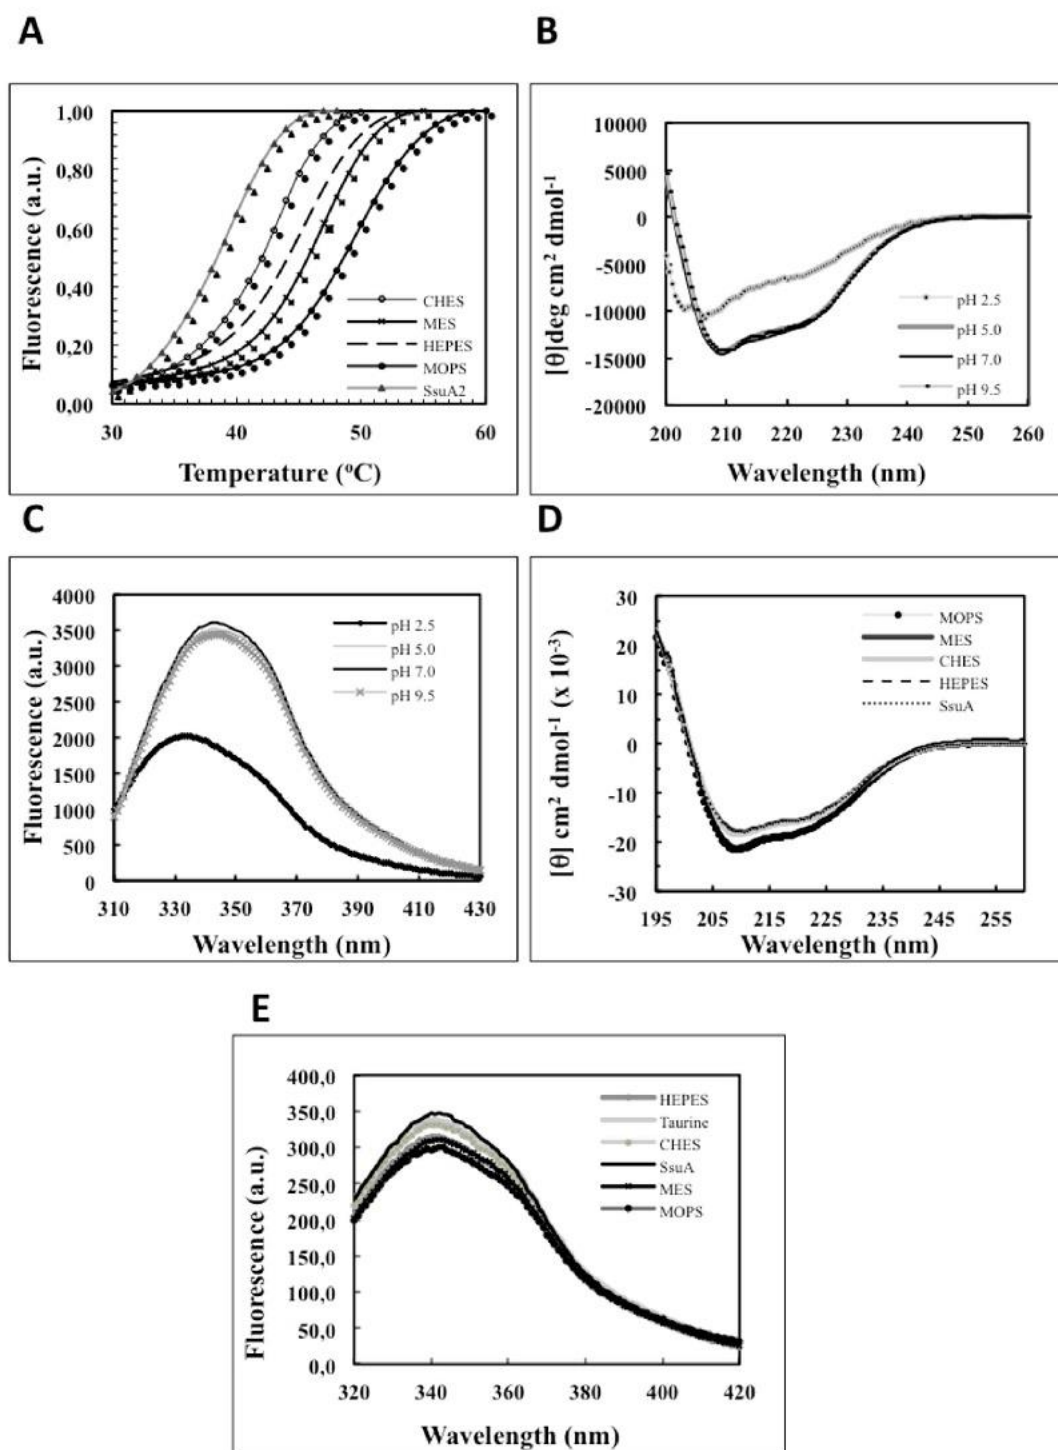 A
B
1,00
0,80
0,60
0,40
0,20
0,00
Fluorescence (a.u.)
CHES
MES
HEPES
MOPS
SsuA2
30
40
50
60
Temperature (ºC)
10000
5000
0
-5000
-10000
-15000
-20000
[θ]deg cm² dmol⁻¹
pH 2.5
pH 5.0
pH 7.0
pH 9.5
200 210 220 230 240 250 260
Wavelength (nm)
C
D
4000
3500
3000
2500
2000
1500
1000
500
0
Fluorescence (a.u.)
pH 2.5
pH 5.0
pH 7.0
pH 9.5
310 330 350 370 390 410 430
Wavelength (nm)
30
20
10
0
-10
-20
-30
[θ] cm² dmol⁻¹ (x 10⁻³)
MOPS
MES
CHES
HEPES
SsuA
195 205 215 225 235 245 255
Wavelength (nm)
E
400,0
350,0
300,0
250,0
200,0
150,0
100,0
50,0
0,0
Fluorescence (a.u.)
HEPES
Taurine
CHES
SsuA
MES
MOPS
320 340 360 380 400 420
Wavelength (nm)